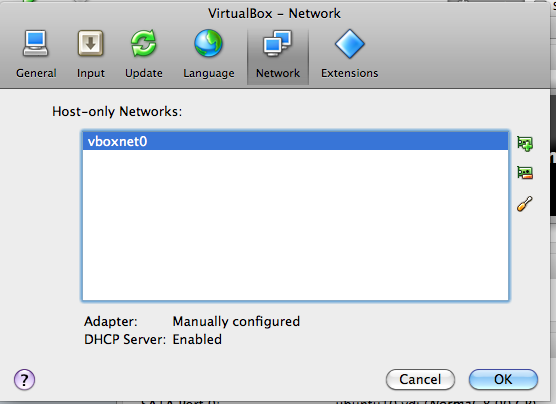 VirtualBox – Network
General
Input
Update
Language
Network
Extensions
Host-only Networks:
vboxnet0
Adapter: Manually configured
DHCP Server: Enabled
?
Cancel
OK